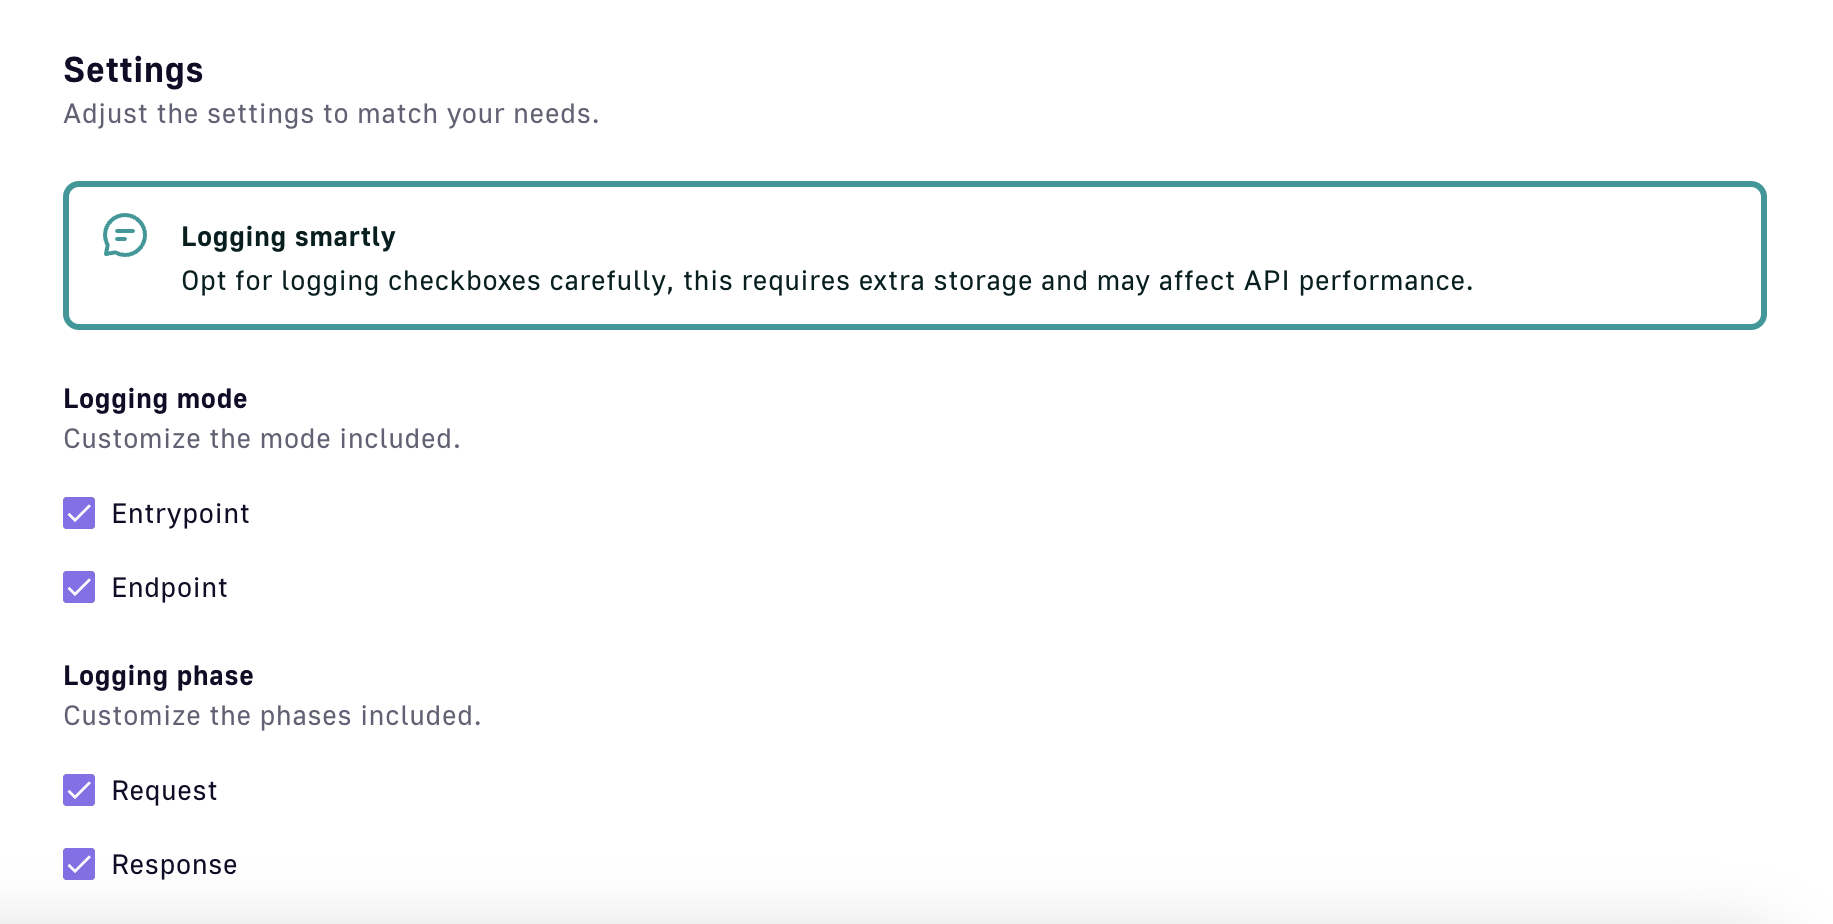 Settings
Adjust the settings to match your needs.
Logging smartly
Opt for logging checkboxes carefully, this requires extra storage and may affect API performance.
Logging mode
Customize the mode included.
Entrypoint
Endpoint
Logging phase
Customize the phases included.
Request
Response